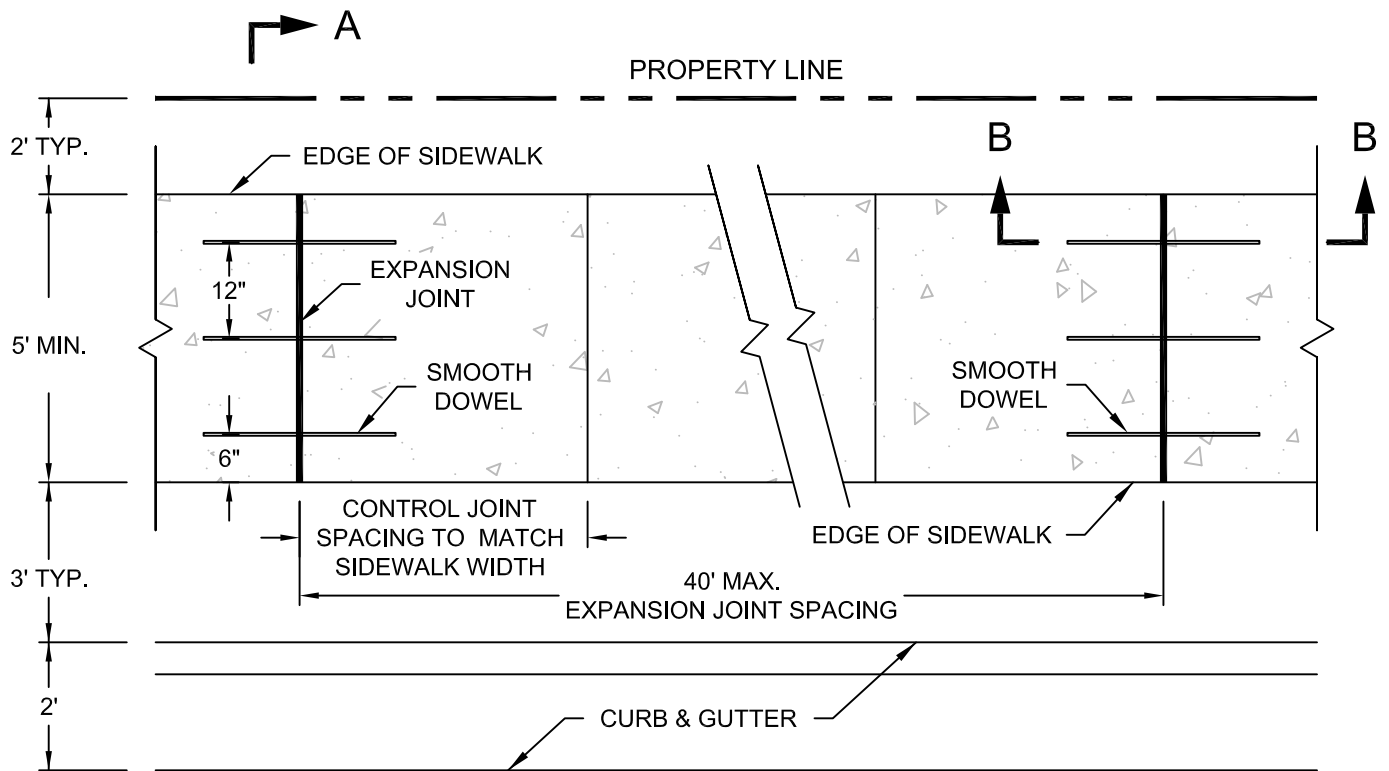 A
PROPERTY LINE
2' TYP.
B
B
EDGE OF SIDEWALK
EXPANSION
JOINT
12"
5' MIN.
SMOOTH
DOWEL
SMOOTH
DOWEL
6"
CONTROL JOINT
SPACING TO MATCH
SIDEWALK WIDTH
EDGE OF SIDEWALK
3' TYP.
40' MAX.
EXPANSION JOINT SPACING
2'
CURB & GUTTER